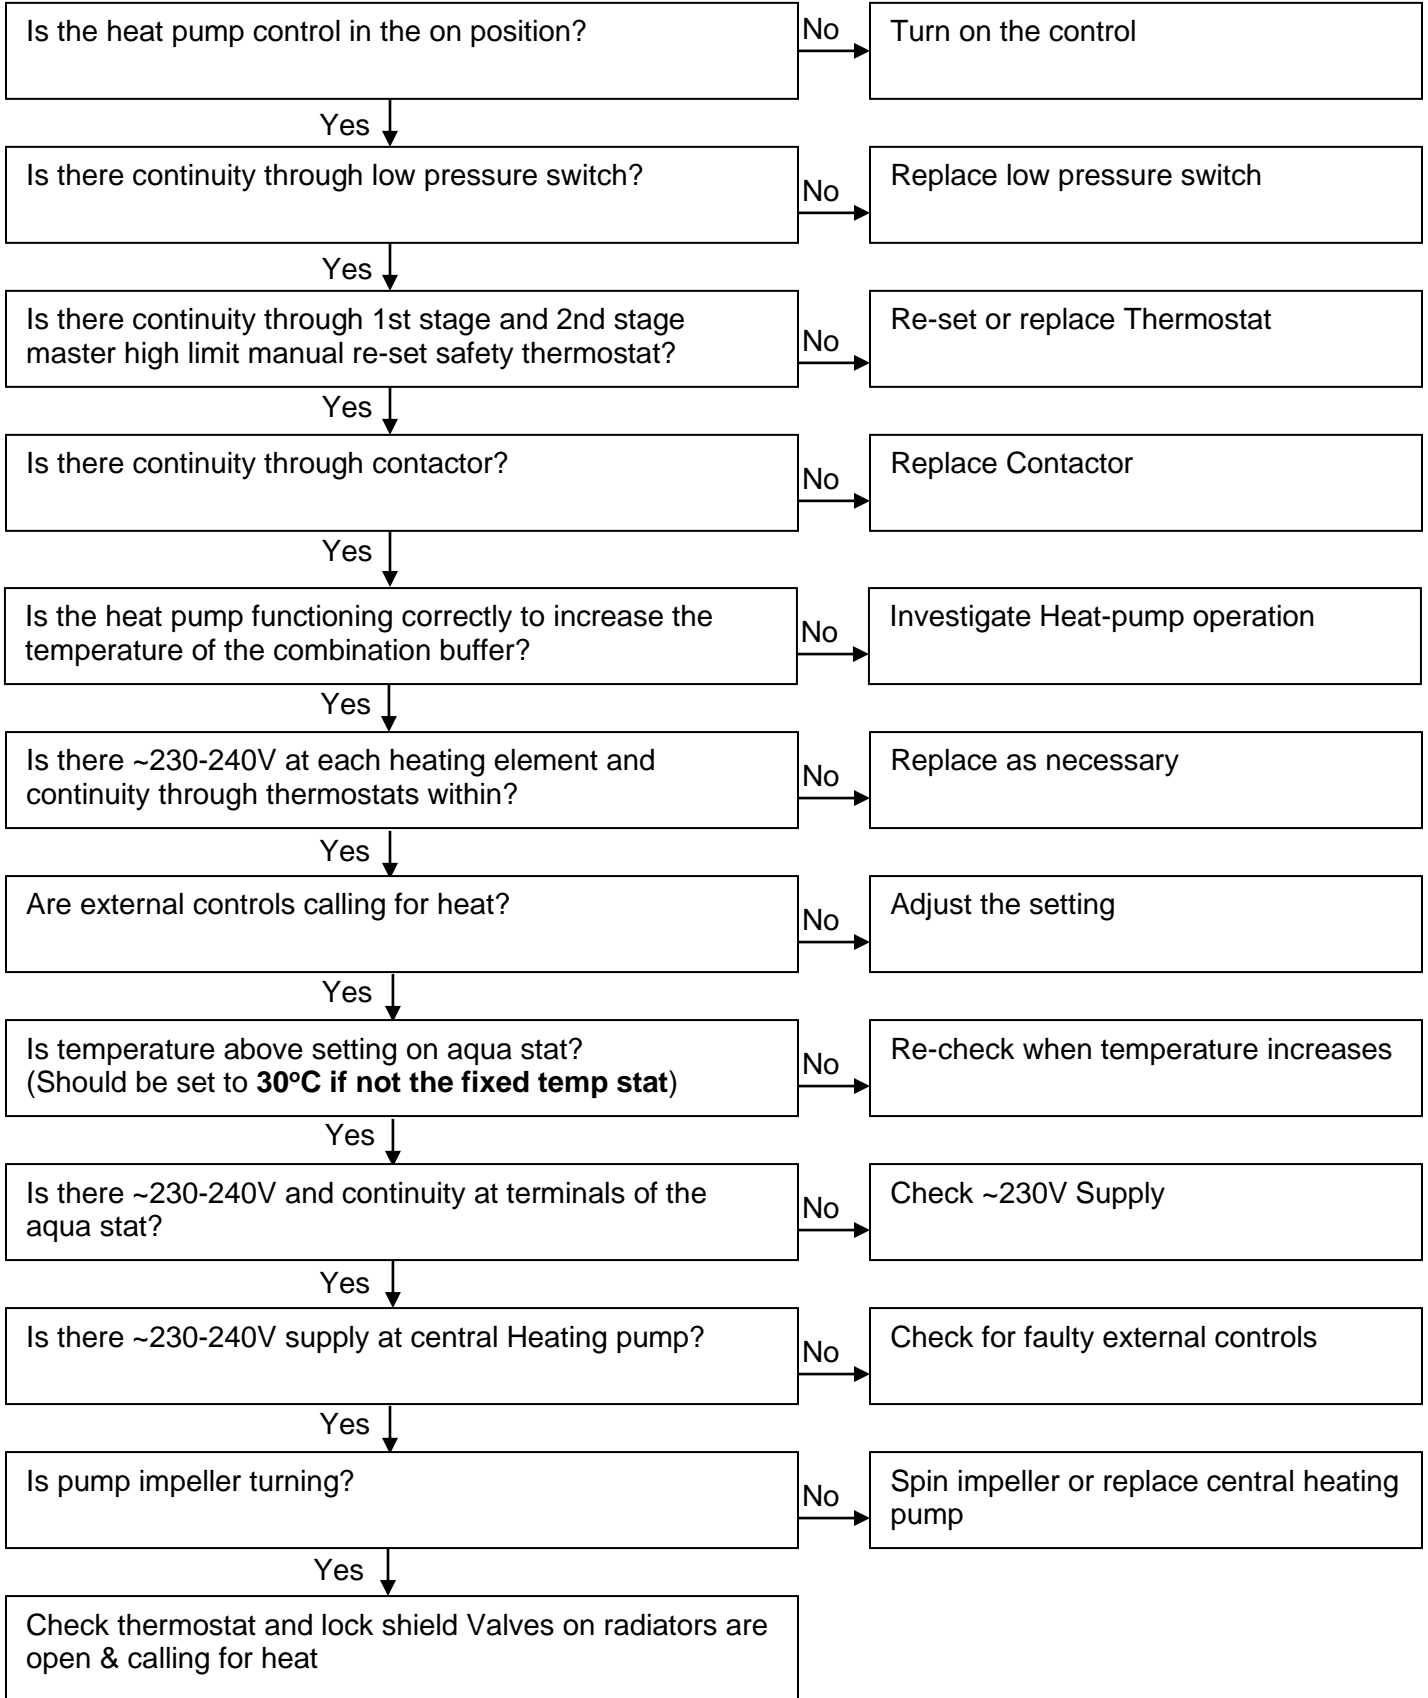 Is the heat pump control in the on position?
No
Turn on the control
Yes
Is there continuity through low pressure switch?
No
Replace low pressure switch
Yes
Is there continuity through 1st stage and 2nd stage
master high limit manual re-set safety thermostat?
No
Re-set or replace Thermostat
Yes
Is there continuity through contactor?
No
Replace Contactor
Yes
Is the heat pump functioning correctly to increase the
temperature of the combination buffer?
No
Investigate Heat-pump operation
Yes
Is there ~230-240V at each heating element and
continuity through thermostats within?
No
Replace as necessary
Yes
Are external controls calling for heat?
No
Adjust the setting
Yes
Is temperature above setting on aqua stat?
(Should be set to 30ºC if not the fixed temp stat)
No
Re-check when temperature increases
Yes
Is there ~230-240V and continuity at terminals of the
aqua stat?
No
Check ~230V Supply
Yes
Is there ~230-240V supply at central Heating pump?
No
Check for faulty external controls
Yes
Is pump impeller turning?
No
Spin impeller or replace central heating
pump
Yes
Check thermostat and lock shield Valves on radiators are
open & calling for heat